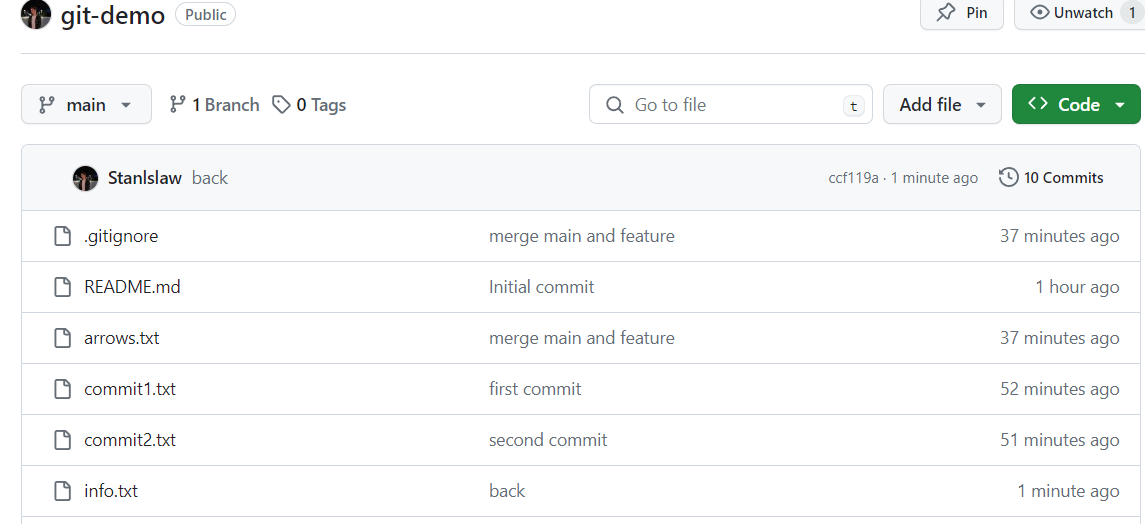 git-demo Public Pin Unwatch 1
main 1 Branch 0 Tags Go to file t Add file Code
Stanlslaw back ccf119a · 1 minute ago 10 Commits
.gitignore merge main and feature 37 minutes ago
README.md Initial commit 1 hour ago
arrows.txt merge main and feature 37 minutes ago
commit1.txt first commit 52 minutes ago
commit2.txt second commit 51 minutes ago
info.txt back 1 minute ago